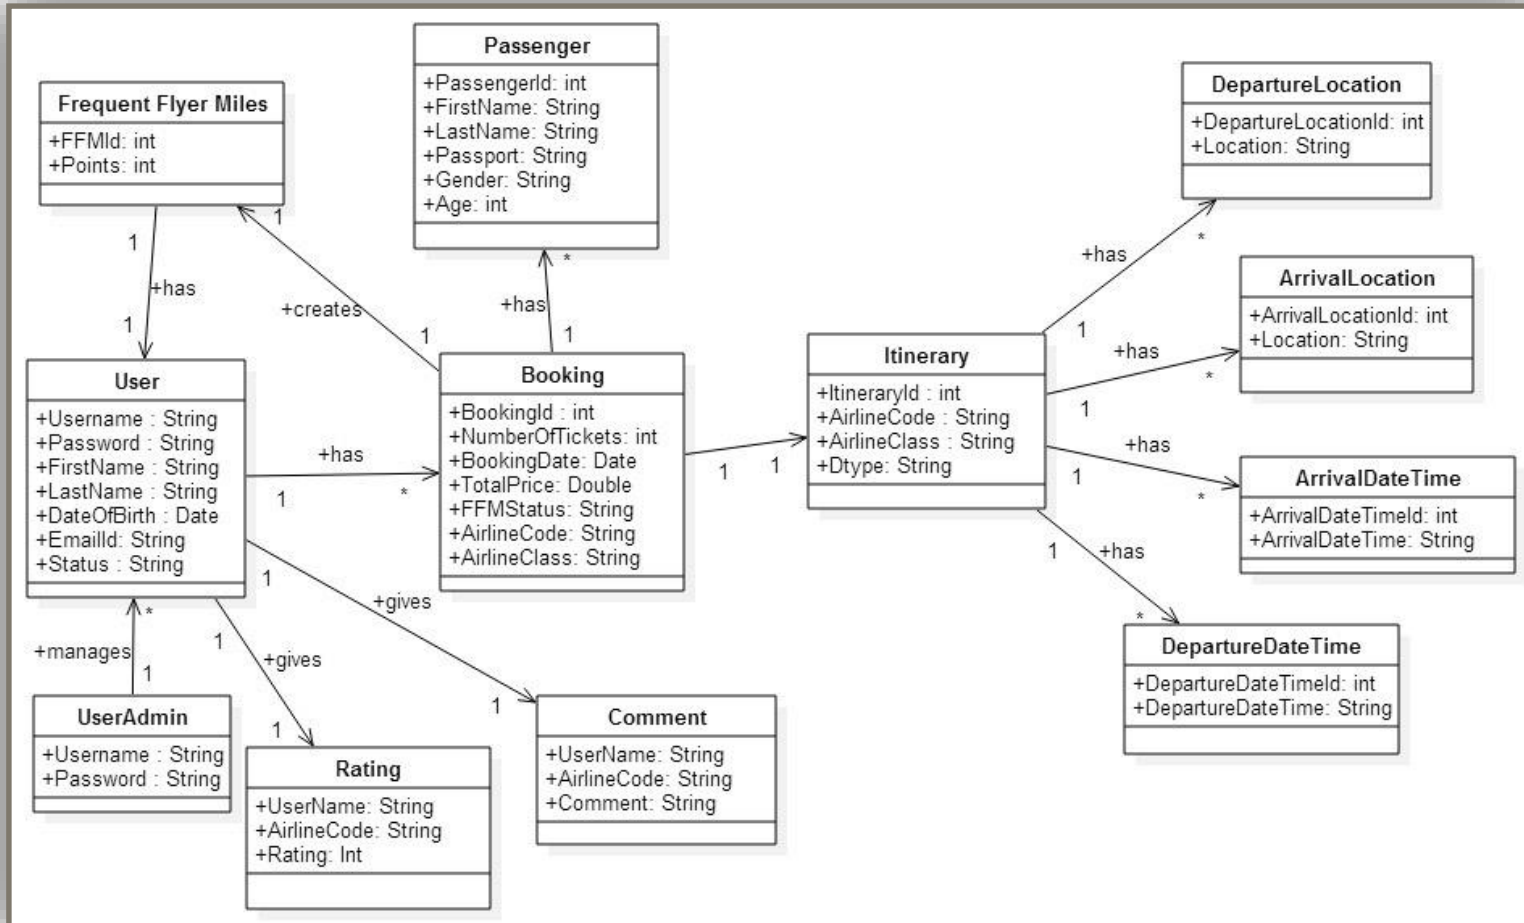 Passenger
+PassengerId: int
+FirstName: String
+LastName: String
+Passport: String
+Gender: String
+Age: int
Frequent Flyer Miles
+FFMId: int
+Points: int
DepartureLocation
+DepartureLocationId: int
+Location: String
1
1
+has
1
1
+creates
1
*
+has
1
*
+has
1
ArrivalLocation
+ArrivalLocationId: int
+Location: String
+has
*
1
User
+Username : String
+Password : String
+FirstName : String
+LastName : String
+DateOfBirth : Date
+EmailId: String
+Status : String
Booking
+BookingId : int
+NumberOfTickets: int
+BookingDate: Date
+TotalPrice: Double
+FFMStatus: String
+AirlineCode: String
+AirlineClass: String
Itinerary
+ItineraryId : int
+AirlineCode : String
+AirlineClass : String
+Dtype: String
+has
1
*
1
1
+has
1
*
ArrivalDateTime
+ArrivalDateTimeId: int
+ArrivalDateTime: String
1
+has
*
DepartureDateTime
+DepartureDateTimeId: int
+DepartureDateTime: String
*
+manages
1
1
+gives
1
1
+gives
1
UserAdmin
+Username : String
+Password : String
Rating
+UserName: String
+AirlineCode: String
+Rating: Int
Comment
+UserName: String
+AirlineCode: String
+Comment: String